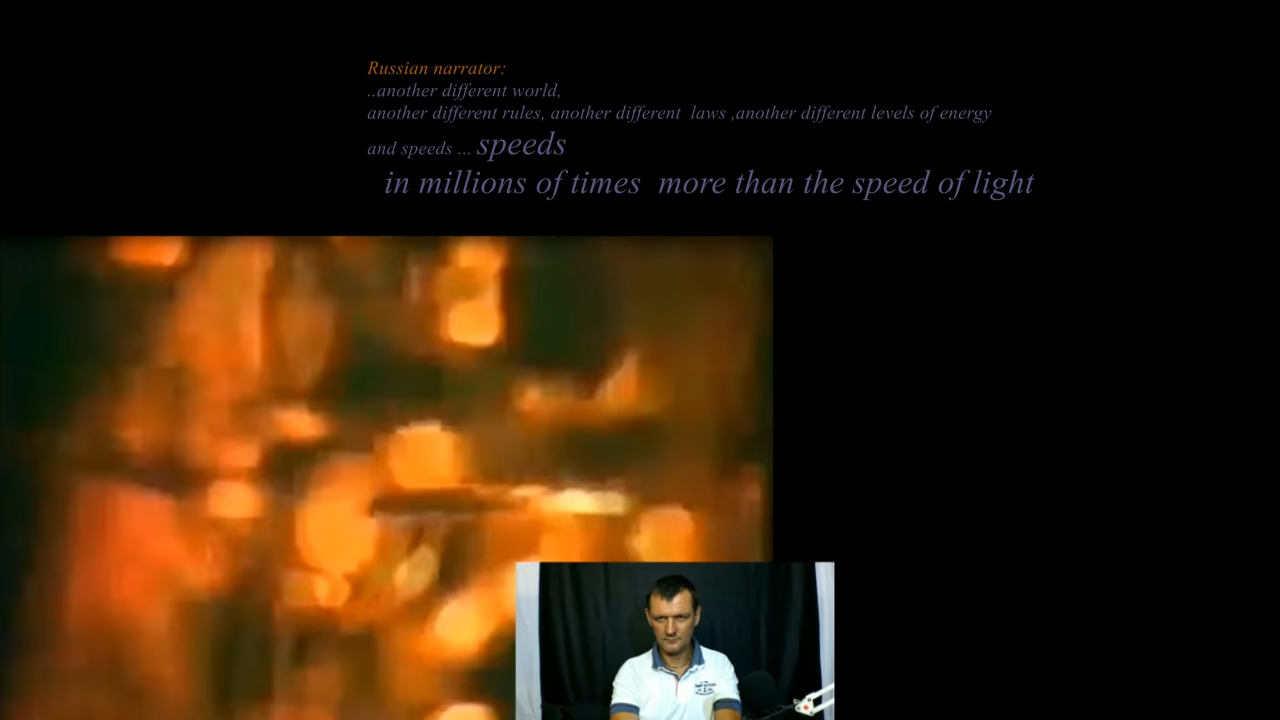 Russian narrator:
..another different world,
another different rules, another different  laws ,another different levels of energy
and speeds ... speeds
in millions of times  more than the speed of light